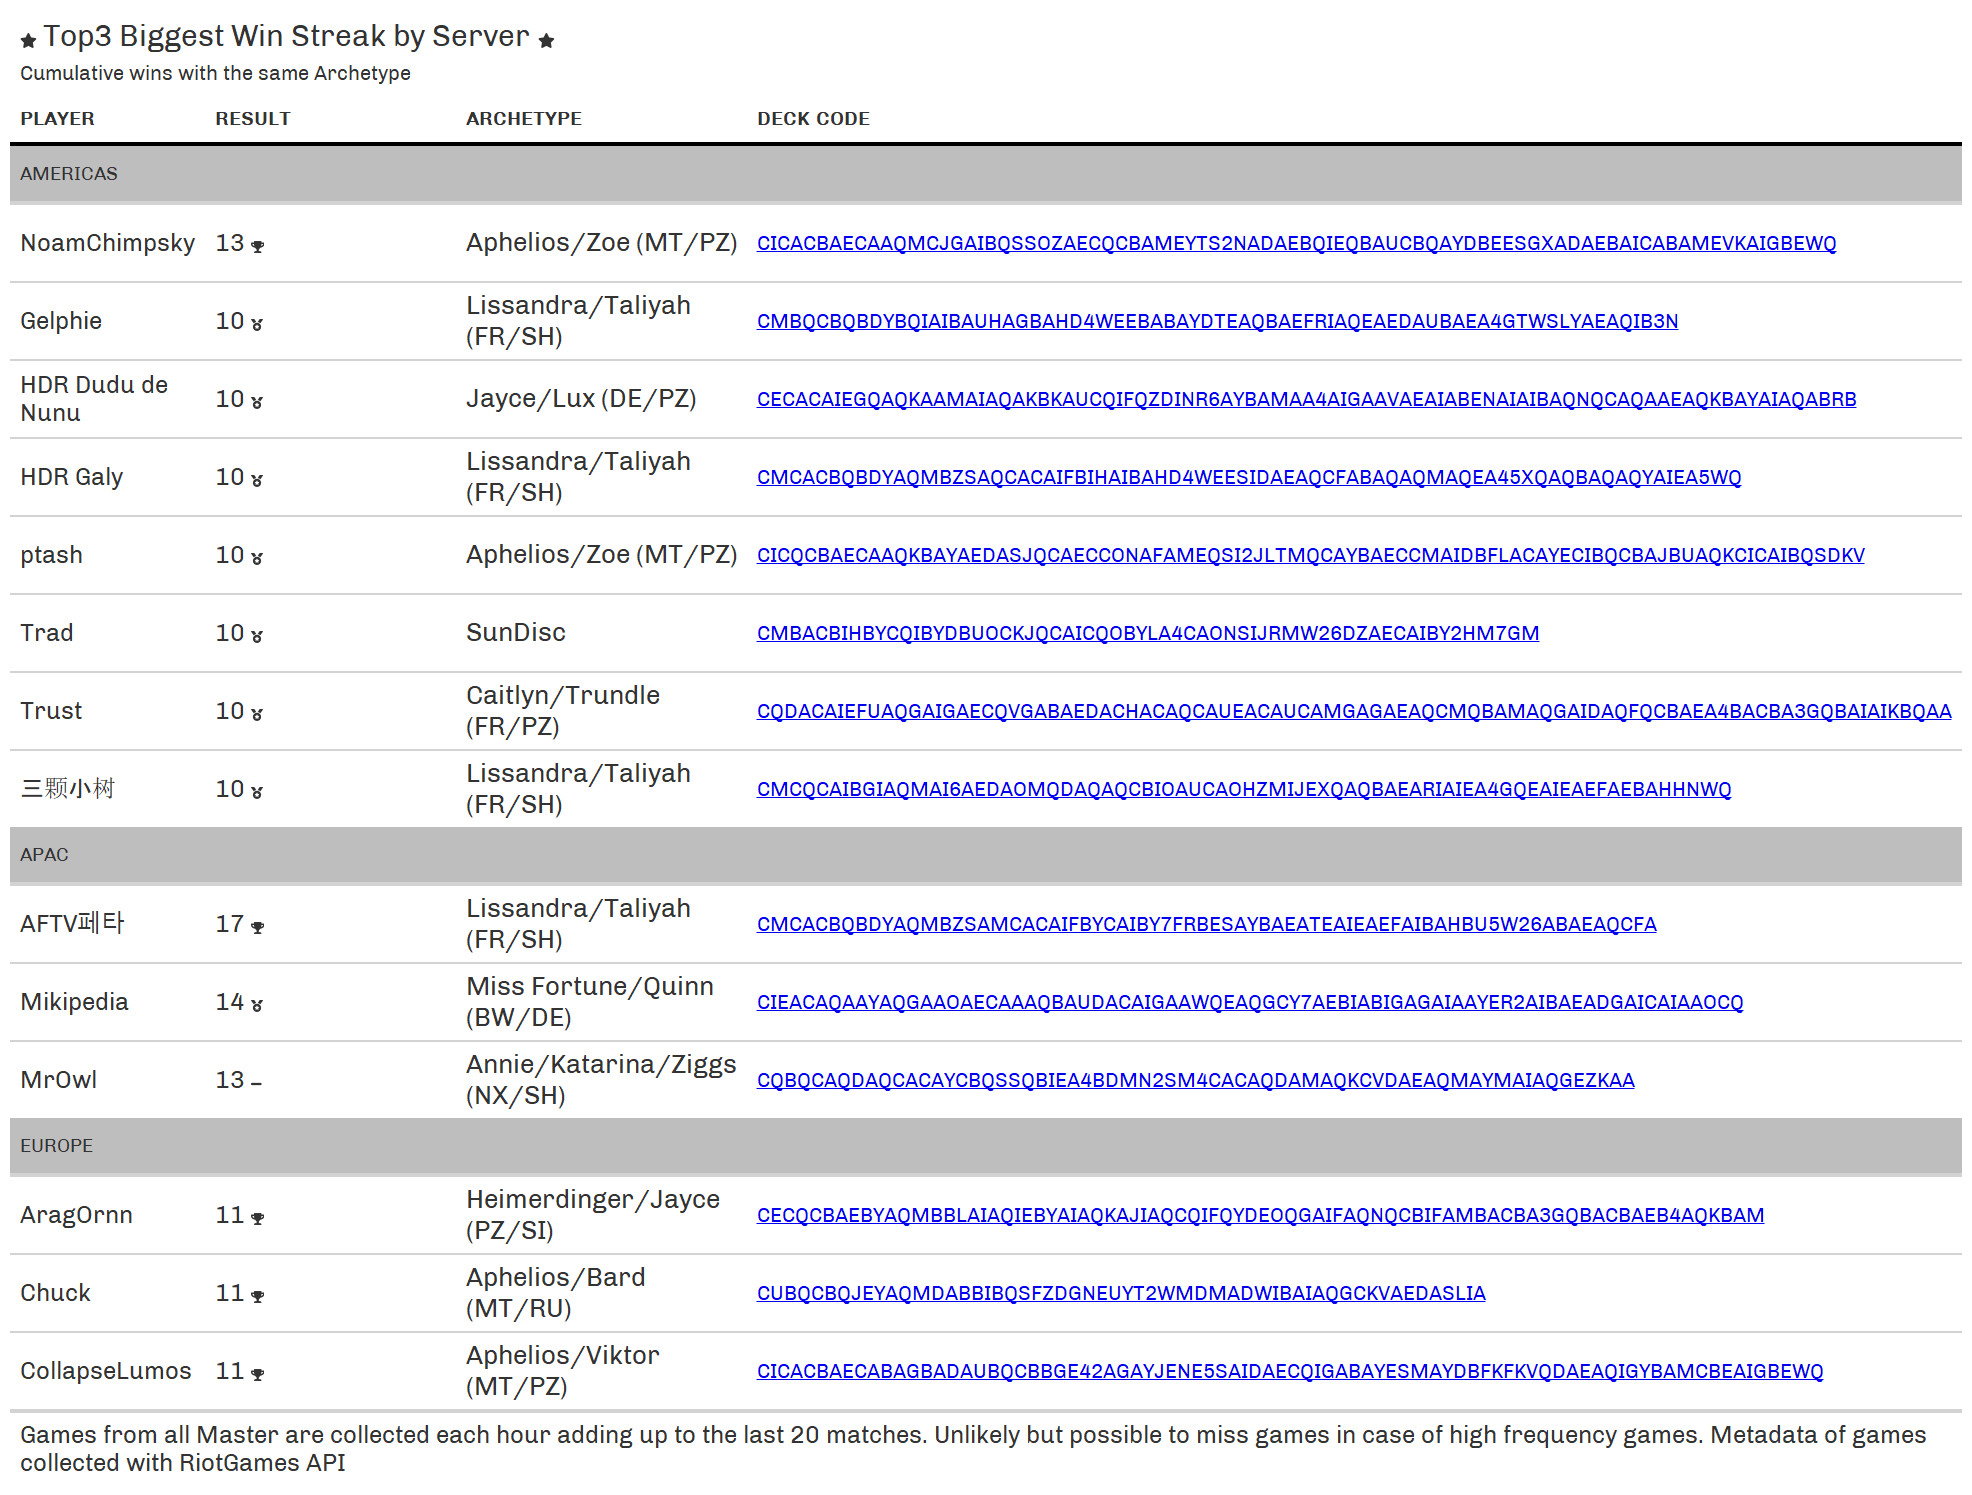 ★ Top3 Biggest Win Streak by Server ★
Cumulative wins with the same Archetype
PLAYER RESULT ARCHETYPE DECK CODE
AMERICAS
NoamChimpsky 13 Aphelios/Zoe (MT/PZ) CICACBAECAAQMCJGAIBQSSOZAECQCBAMEYTS2NADAEBQIEQBAUCBQAYDBEESGXADAEBAICABAMEVKAIGBEWQ
Gelphie 10 Lissandra/Taliyah
(FR/SH) CMBQCBQBDYBQIAIBAUHAGBAHD4WEEBABAYDTEAQBAEFRIAQEAEDAUBAEA4GTWSLYAEAQIB3N
HDR Dudu de
Nunu 10 Jayce/Lux (DE/PZ) CECACAIEGQAQKAAMAIAQAKBKAUCQIFQZDINR6AYBAMAA4AIGAAVAEAIABENAIAIBAQNQCAQAAEAQKBAYAIAQABRB
HDR Galy 10 Lissandra/Taliyah
(FR/SH) CMCACBQBDYAQMBZSAQCACAIFBIHAIBAHD4WEESIDAEAQCFABAQAQMAQEA45XQAQBAQAQYAIEA5WQ
ptash 10 Aphelios/Zoe (MT/PZ) CICQCBAECAAQKBAYAEDASJQCAECCONAFAMEQSI2JLTMQCAYBAECCMAIDBFLACAYECIBQCBAJBUAQKCICAIBQSDKV
Trad 10 SunDisc CMBACBIHBYCQIBYDBUOCKJQCAICQOBYLA4CAONSIJRMW26DZAECAIBY2HM7GM
Trust 10 Caitlyn/Trundle
(FR/PZ) CQDACAIEFUAQGAIGAECQVGABAEDACHACAQCAUEACAUCAMGAGAEAQCMQBAMAQGAIDAQFQCBAEA4BACBA3GQBAIAIKBQAA
三颗小树 10 Lissandra/Taliyah
(FR/SH) CMCQCAIBGIAQMAI6AEDAOMQDAQAQCBIOAUCAOHZMIJEXQAQBAEARIAIEA4GQEAIEAEFAEBAHHNWQ
APAC
AFTV페타 17 Lissandra/Taliyah
(FR/SH) CMCACBQBDYAQMBZSAMCACAIFBYCAIBY7FRBESAYBAEATEAIEAEFAIBAHBU5W26ABAEAQCFA
Mikipedia 14 Miss Fortune/Quinn
(BW/DE) CIEACAQAAYAQGAAOAECAAAQBAUDACAIGAAWQEAQGCY7AEBIABIGAGAIAAYER2AIBAEADGAICAIAAOCQ
MrOwl 13 – Annie/Katarina/Ziggs
(NX/SH) CQBQCAQDAQCACAYCBQSSQBIEA4BDMN2SM4CACAQDAMAQKCVDAEAQMAYMAIAQGEZKAA
EUROPE
AragOrnn 11 Heimerdinger/Jayce
(PZ/SI) CECQCBAEBYAQMBBLAIAQIEBYAIAQKAJIAQCQIFQYDEOQGAIFAQNQCBIFAMBACBA3GQBACBAEB4AQKBAM
Chuck 11 Aphelios/Bard
(MT/RU) CUBQCBQJEYAQMDABBIBQSFZDGNEUYT2WMDMADWIBAIAQGCKVAEDASLIA
CollapseLumos 11 Aphelios/Viktor
(MT/PZ) CICACBAECABAGBADAUBQCBBGE42AGAYJENE5SAIDAECQIGABAYESMAYDBFKFKVQDAEAQIGYBAMCBEAIGBEWQ
Games from all Master are collected each hour adding up to the last 20 matches. Unlikely but possible to miss games in case of high frequency games. Metadata of games
collected with RiotGames API